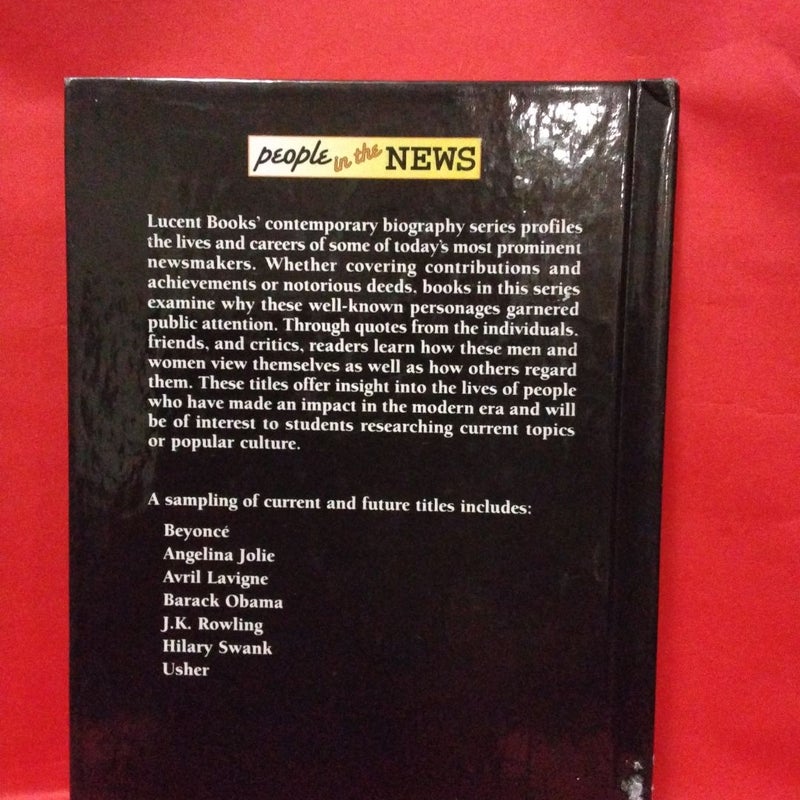 people in the NEWS
Lucent Books' contemporary biography series profiles
the lives and careers of some of today's most prominent
newsmakers. Whether covering contributions and
achievements or notorious deeds, books in this series
examine why these well-known personages garnered
public attention. Through quotes from the individuals,
friends, and critics, readers learn how these men and
women view themselves as well as how others regard
them. These titles offer insight into the lives of people
who have made an impact in the modern era and will
be of interest to students researching current topics
or popular culture.
A sampling of current and future titles includes:
Beyoncé
Angelina Jolie
Avril Lavigne
Barack Obama
J.K. Rowling
Hilary Swank
Usher